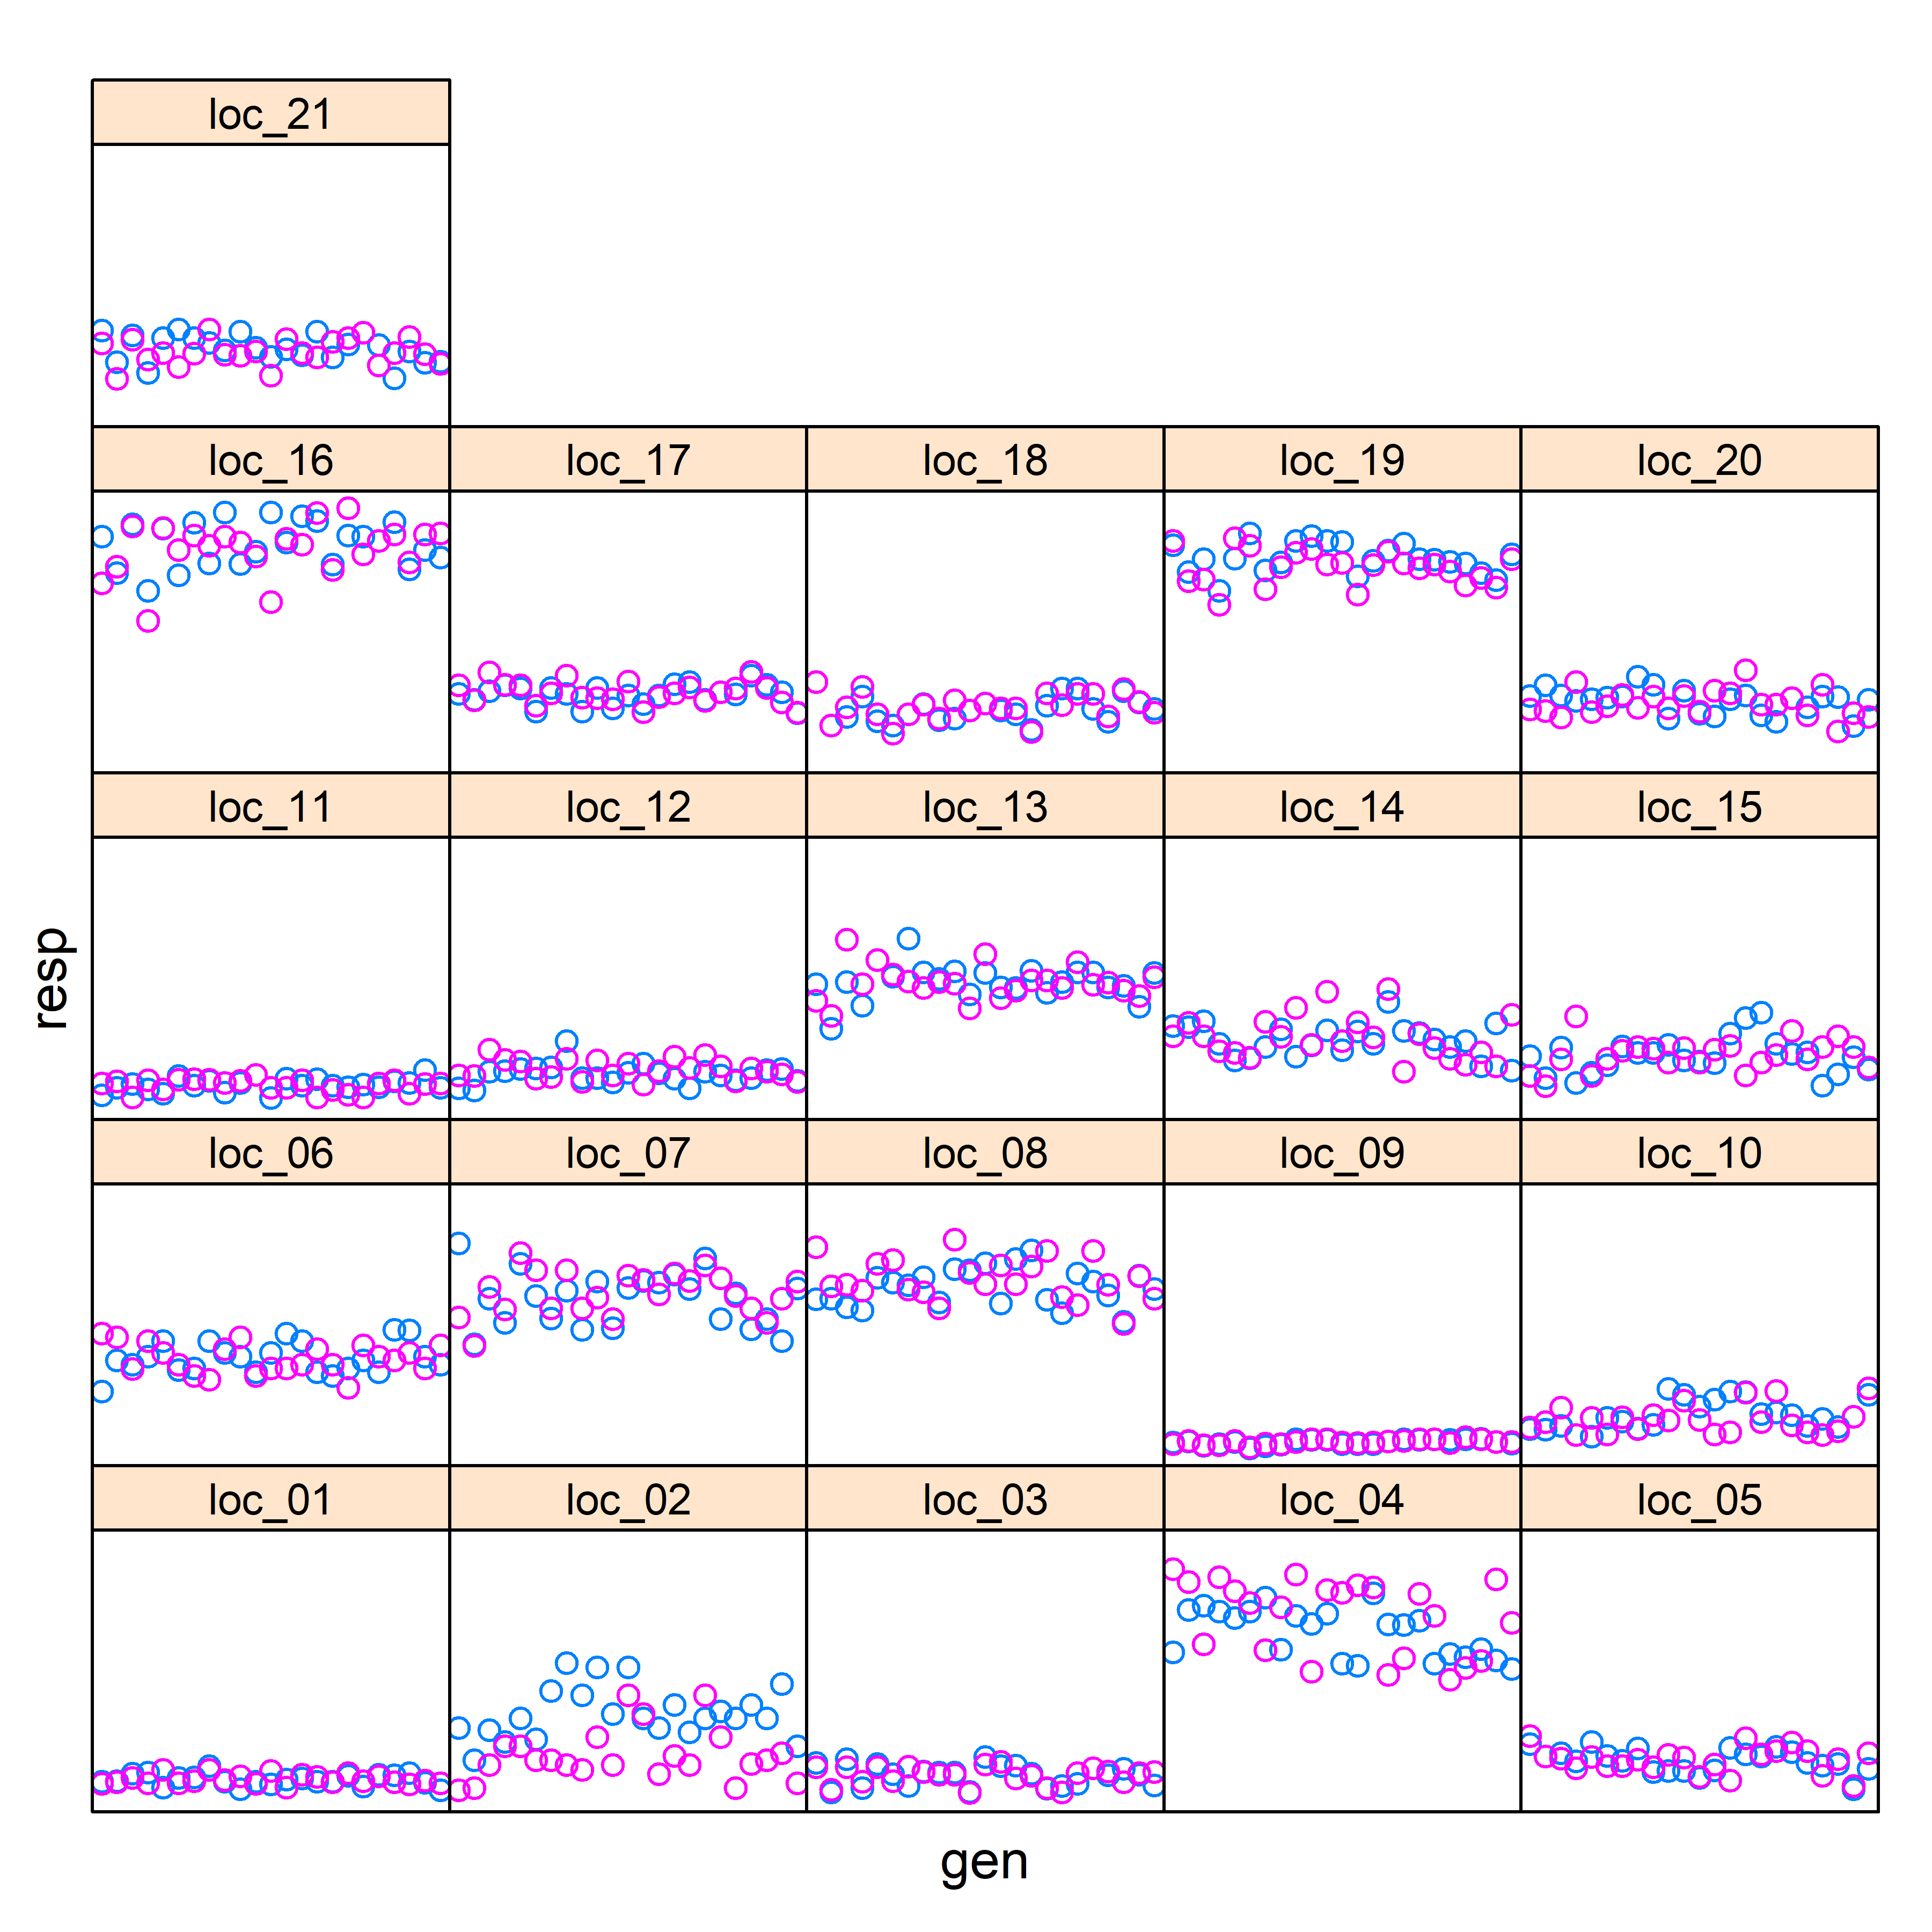 loc_21
loc_16 loc_17 loc_18 loc_19 loc_20
loc_11 loc_12 loc_13 loc_14 loc_15
loc_06 loc_07 loc_08 loc_09 loc_10
loc_01 loc_02 loc_03 loc_04 loc_05
resp
gen